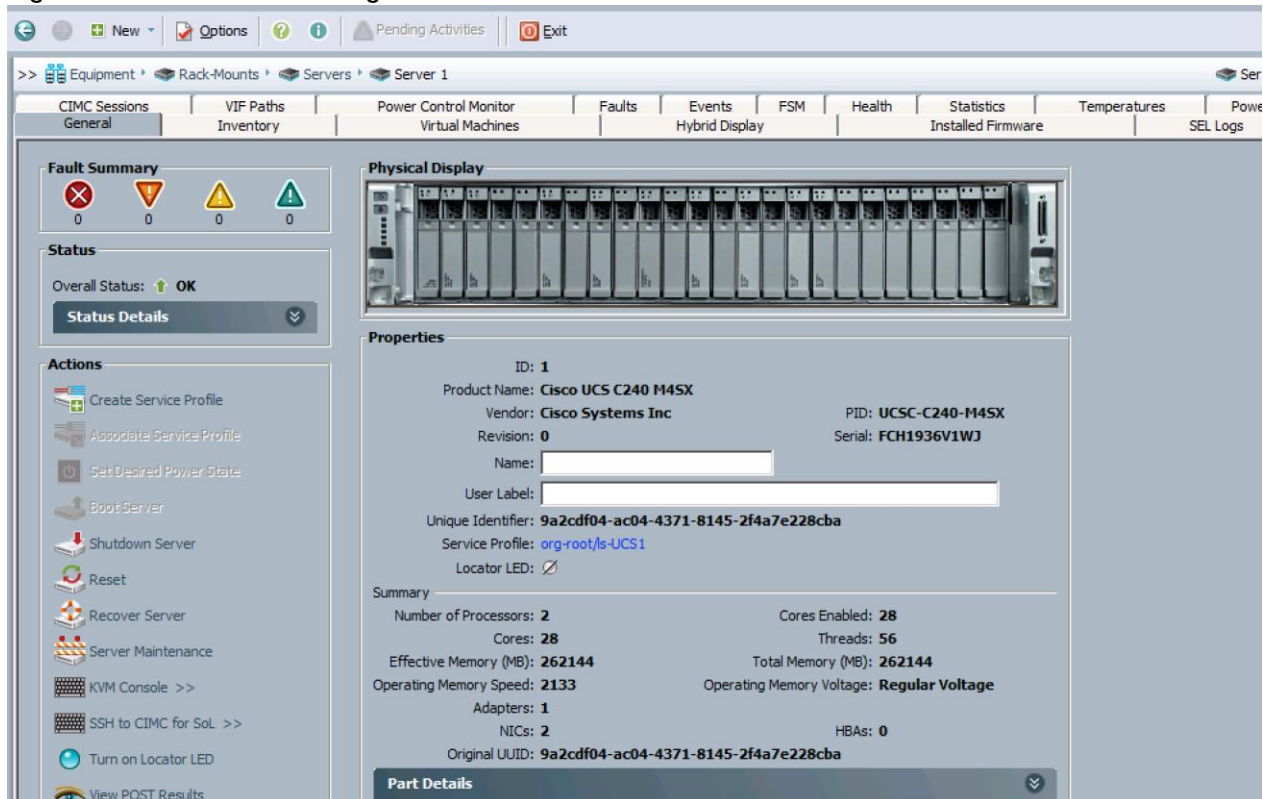 New Options Pending Activities Exit
>> Equipment Rack-Mounts Servers Server 1 Ser
CIMC Sessions VIF Paths Power Control Monitor Faults Events FSM Health Statistics Temperatures Powe
General Inventory Virtual Machines Hybrid Display Installed Firmware SEL Logs
Fault Summary
0 0 0 0
Status
Overall Status: OK
Status Details
Actions
Create Service Profile
Associate Service Profile
Set Desired Power State
Boot Server
Shutdown Server
Reset
Recover Server
Server Maintenance
KVM Console >>
SSH to CIMC for SoL >>
Turn on Locator LED
View POST Results
Physical Display
Properties
ID: 1
Product Name: Cisco UCS C240 M4SX
Vendor: Cisco Systems Inc PID: UCSC-C240-M4SX
Revision: 0 Serial: FCH1936V1WJ
Name:
User Label:
Unique Identifier: 9a2cdf04-ac04-4371-8145-2f4a7e228cba
Service Profile: org-root/ls-UCS1
Locator LED:
Summary
Number of Processors: 2 Cores Enabled: 28
Cores: 28 Threads: 56
Effective Memory (MB): 262144 Total Memory (MB): 262144
Operating Memory Speed: 2133 Operating Memory Voltage: Regular Voltage
Adapters: 1
NICs: 2 HBAs: 0
Original UUID: 9a2cdf04-ac04-4371-8145-2f4a7e228cba
Part Details